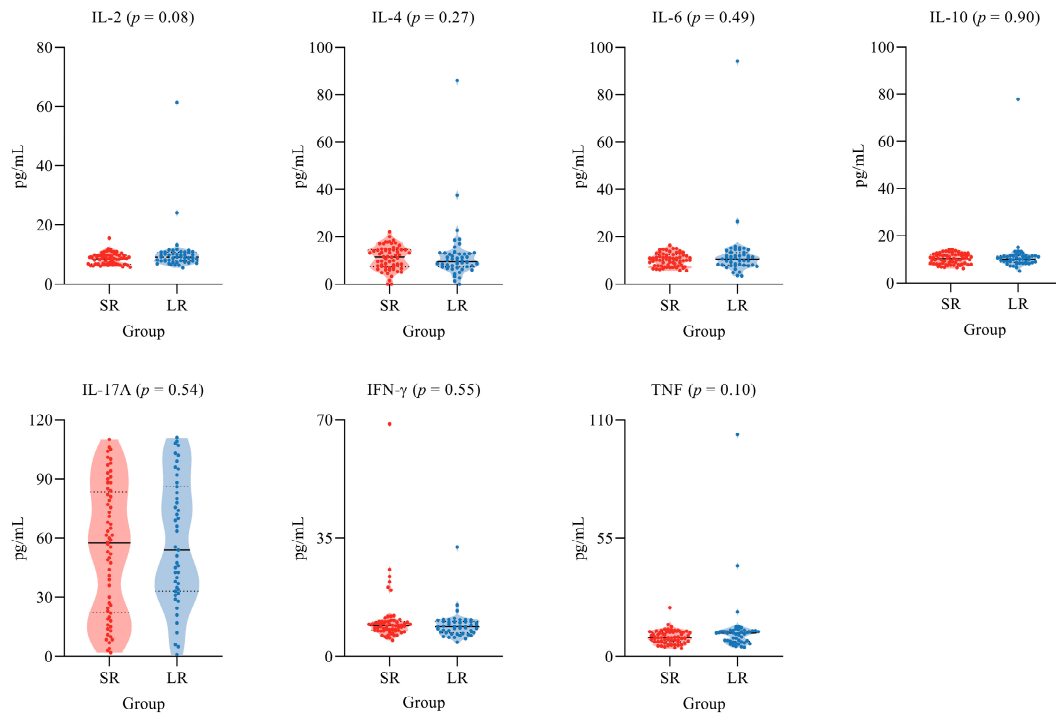 IL-2 (p = 0.08)
IL-4 (p = 0.27)
IL-6 (p = 0.49)
IL-10 (p = 0.90)
80
60
40
20
0
pg/mL
SR LR
Group
100
80
60
40
20
0
pg/mL
SR LR
Group
100
80
60
40
20
0
pg/mL
SR LR
Group
100
80
60
40
20
0
pg/mL
SR LR
Group
IL-17A (p = 0.54)
IFN-γ (p = 0.55)
TNF (p = 0.10)
120
90
60
30
0
pg/mL
SR LR
Group
70
35
0
pg/mL
SR LR
Group
110
55
0
pg/mL
SR LR
Group